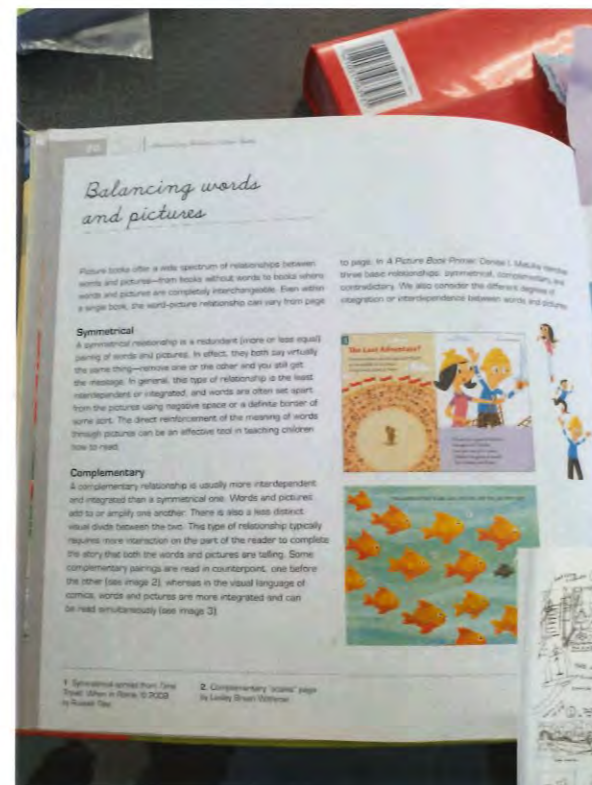 Balancing words
and pictures
Picture books offer a wide spectrum of relationships between
words and pictures—from books without words to books where
words and pictures are completely interchangeable. Even within
a single book, the word-picture relationship can vary from page
to page. In A Picture Book Primer, Denise I. Matulka
three basic relationships: symmetrical, complementary, and
contradictory. We also consider the different degrees of
integration or interdependence between words and pictures
Symmetrical
A symmetrical relationship is a redundant (more or less equal)
pairing of words and pictures. In effect, they both say virtually
the same thing—remove one or the other and you still get
the message. In general, this type of relationship is the least
interdependent or integrated, and words are often set apart
from the pictures using negative space or a definite border of
some sort. The direct reinforcement of the meaning of words
through pictures can be an effective tool in teaching children
how to read.
Complementary
A complementary relationship is usually more interdependent
and integrated than a symmetrical one. Words and pictures
add to or amplify one another. There is also a less distinct
visual divide between the two. This type of relationship typically
requires more interaction on the part of the reader to complete
the story that both the words and pictures are telling. Some
complementary pairings are read in counterpoint, one before
the other (see image 2), whereas in the visual language of
comics, words and pictures are more integrated and can
be read simultaneously (see image 3).
The Last Adventure?
1 Symmetrical spread from Time
Travel: When in Rome, © 2009
by Russell Tate
2. Complementary "scales" page
by Lesley Breen Withrow